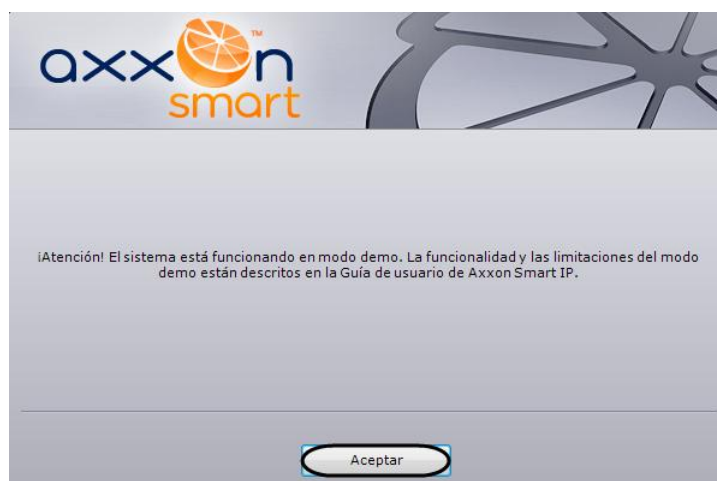 axxon™
smart
¡Atención! El sistema está funcionando en modo demo. La funcionalidad y las limitaciones del modo
demo están descritos en la Guía de usuario de Axxon Smart IP.
Aceptar